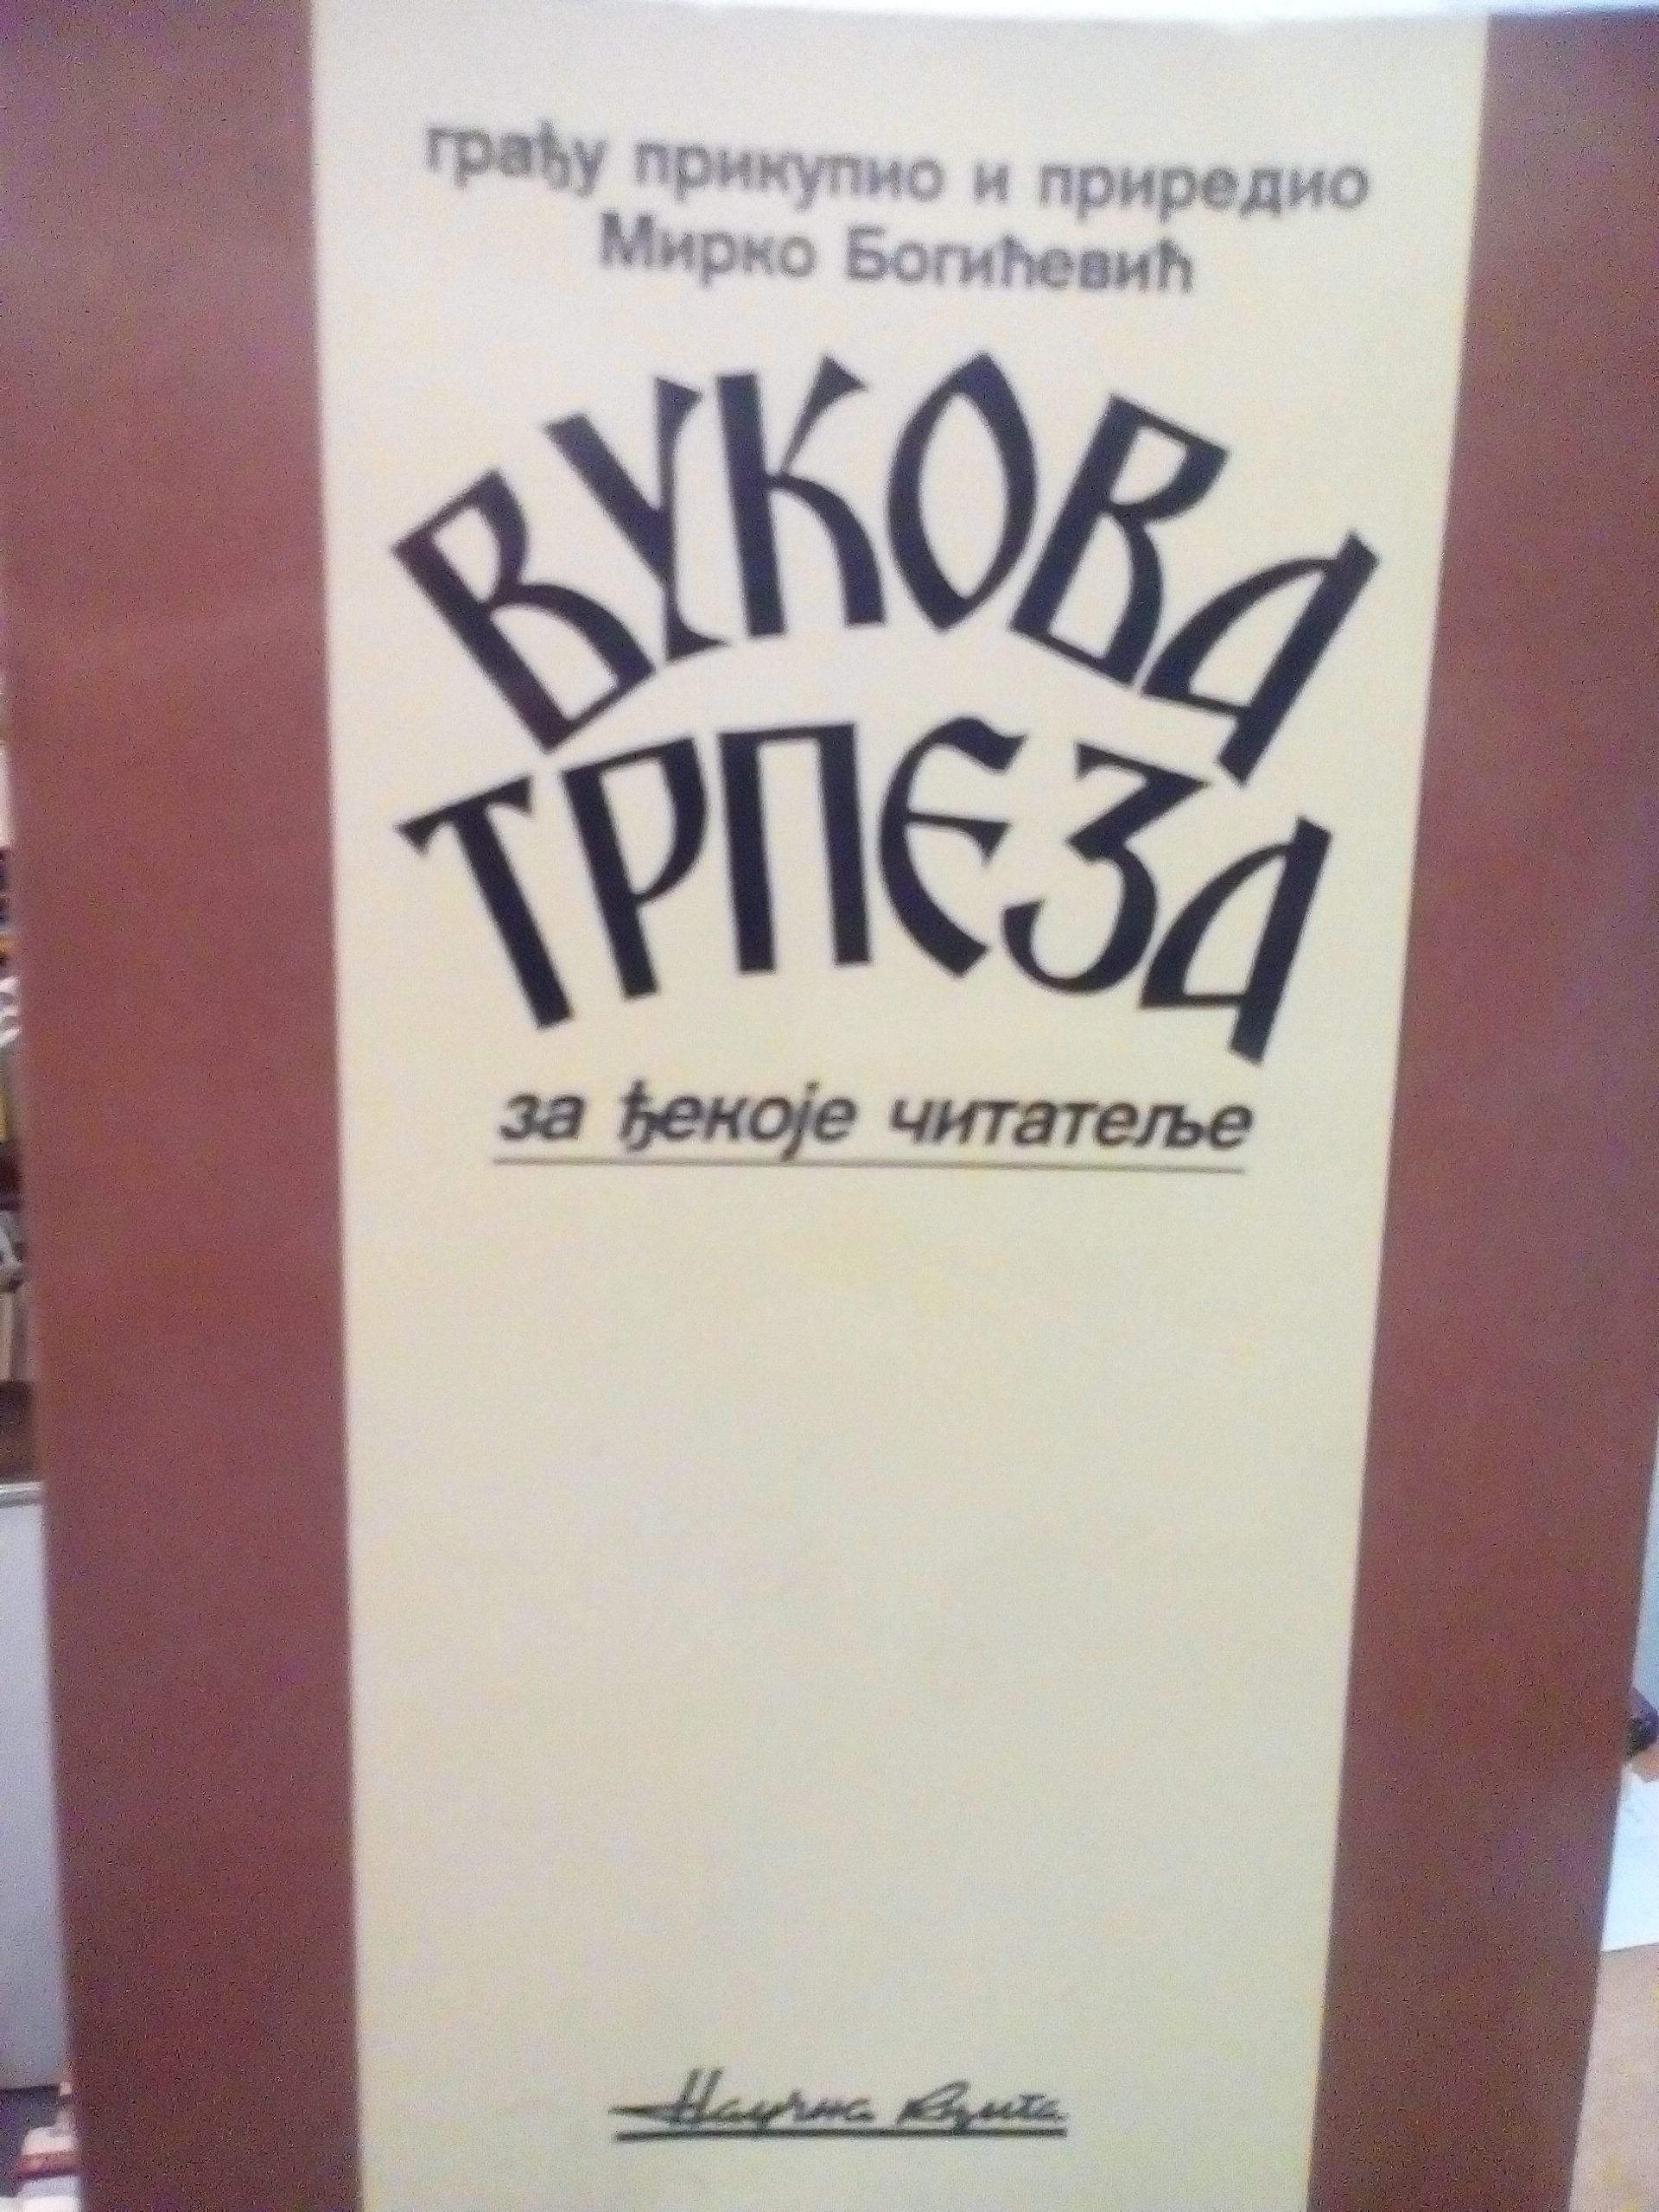 грађу прикупио и приредио
Мирко Богићевић
ВУКОВА
ТРПЕЗА
за ђекоје читатеље
Научна књига